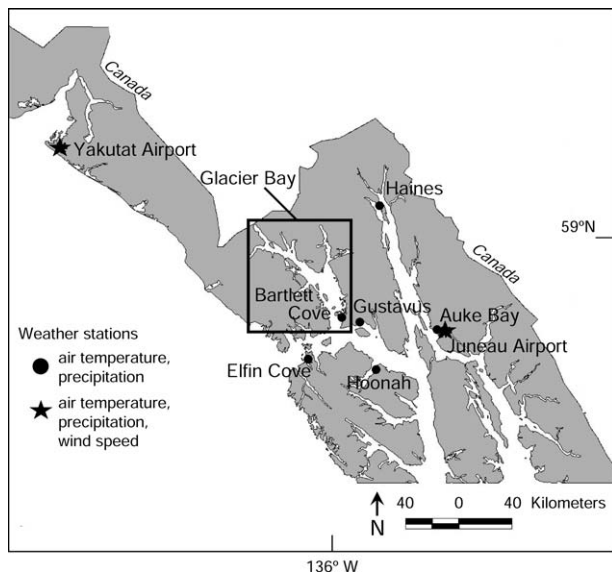 Canada
Yakutat Airport
Glacier Bay
Haines
59º N
Canada
Bartlett
Cove
Gustavus
Auke Bay
Juneau Airport
Elfin Cove
Hoonah
Weather stations
air temperature,
precipitation
air temperature,
precipitation,
wind speed
40 0 40 Kilometers
N
136º W